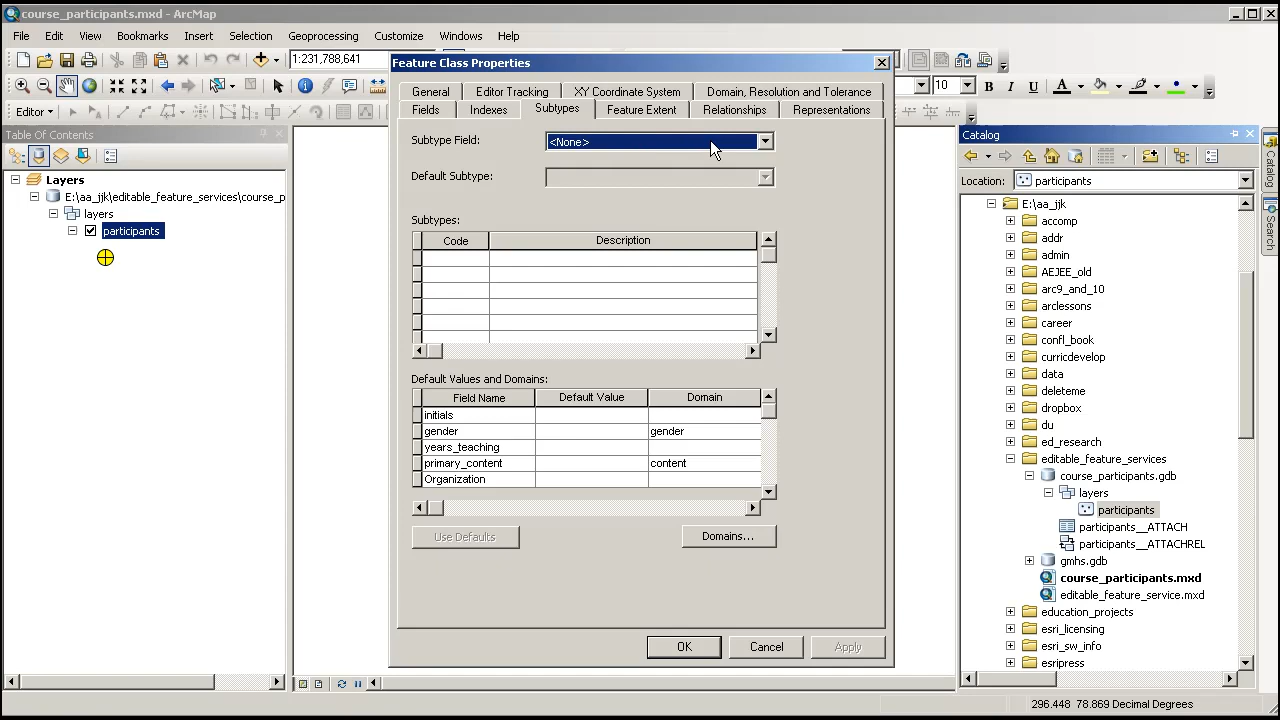 course_participants.mxd - ArcMap
File Edit View Bookmarks Insert Selection Geoprocessing Customize Windows Help
1:231,788,641
10 B I U A
Editor
Table Of Contents
Layers
E:\aa_jjk\editable_feature_services\course_p
layers
participants
Feature Class Properties
General Editor Tracking XY Coordinate System Domain, Resolution and Tolerance
Fields Indexes Subtypes Feature Extent Relationships Representations
Subtype Field: <None>
Default Subtype:
Subtypes:
Code Description
Default Values and Domains:
Field Name Default Value Domain
initials
gender gender
years_teaching
primary_content content
Organization
Use Defaults Domains...
OK Cancel Apply
Catalog
Location: participants
E:\aa_jjk
accomp
addr
admin
AEJEE_old
arc9_and_10
arclessons
career
confl_book
curricdevelop
data
deleteme
dropbox
du
ed_research
editable_feature_services
course_participants.gdb
layers
participants
participants__ATTACH
participants__ATTACHREL
gmhs.gdb
course_participants.mxd
editable_feature_service.mxd
education_projects
esri_licensing
esri_sw_info
esripress
Catalog
Search
296.448 78.869 Decimal Degrees